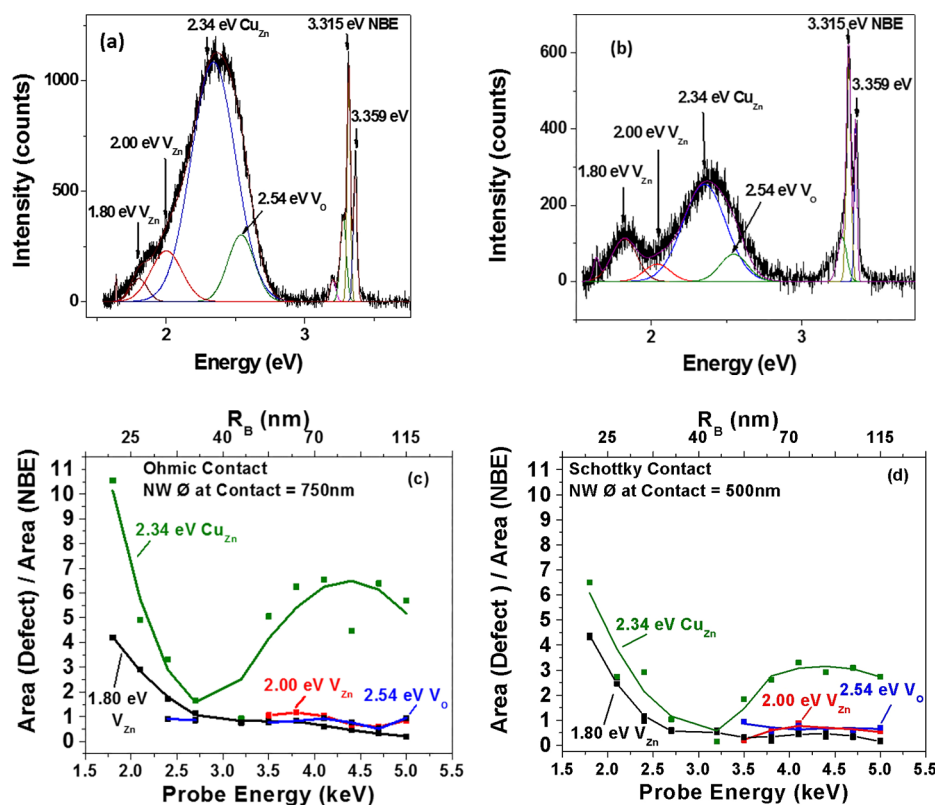 (a)
2.34 eV CuZn
3.315 eV NBE
3.359 eV
2.00 eV VZn
1.80 eV VZn
2.54 eV VO
Intensity (counts)
1000
500
0
2
3
Energy (eV)
(b)
3.315 eV NBE
3.359 eV
2.34 eV CuZn
2.00 eV VZn
1.80 eV VZn
2.54 eV VO
Intensity (counts)
600
400
200
0
2
3
Energy (eV)
RB (nm)
25 40 70 115
Ohmic Contact
NW Ø at Contact = 750nm
(c)
2.34 eV CuZn
2.00 eV VZn
2.54 eV VO
1.80 eV
VZn
Area (Defect) / Area (NBE)
11
10
9
8
7
6
5
4
3
2
1
0
1.5 2.0 2.5 3.0 3.5 4.0 4.5 5.0
Probe Energy (keV)
RB (nm)
25 40 70 115
Schottky Contact
NW Ø at Contact = 500nm
(d)
2.34 eV CuZn
2.54 eV VO
2.00 eV VZn
1.80 eV VZn
Area (Defect ) / Area (NBE)
11
10
9
8
7
6
5
4
3
2
1
0
1.5 2.0 2.5 3.0 3.5 4.0 4.5 5.0
Probe Energy (keV)